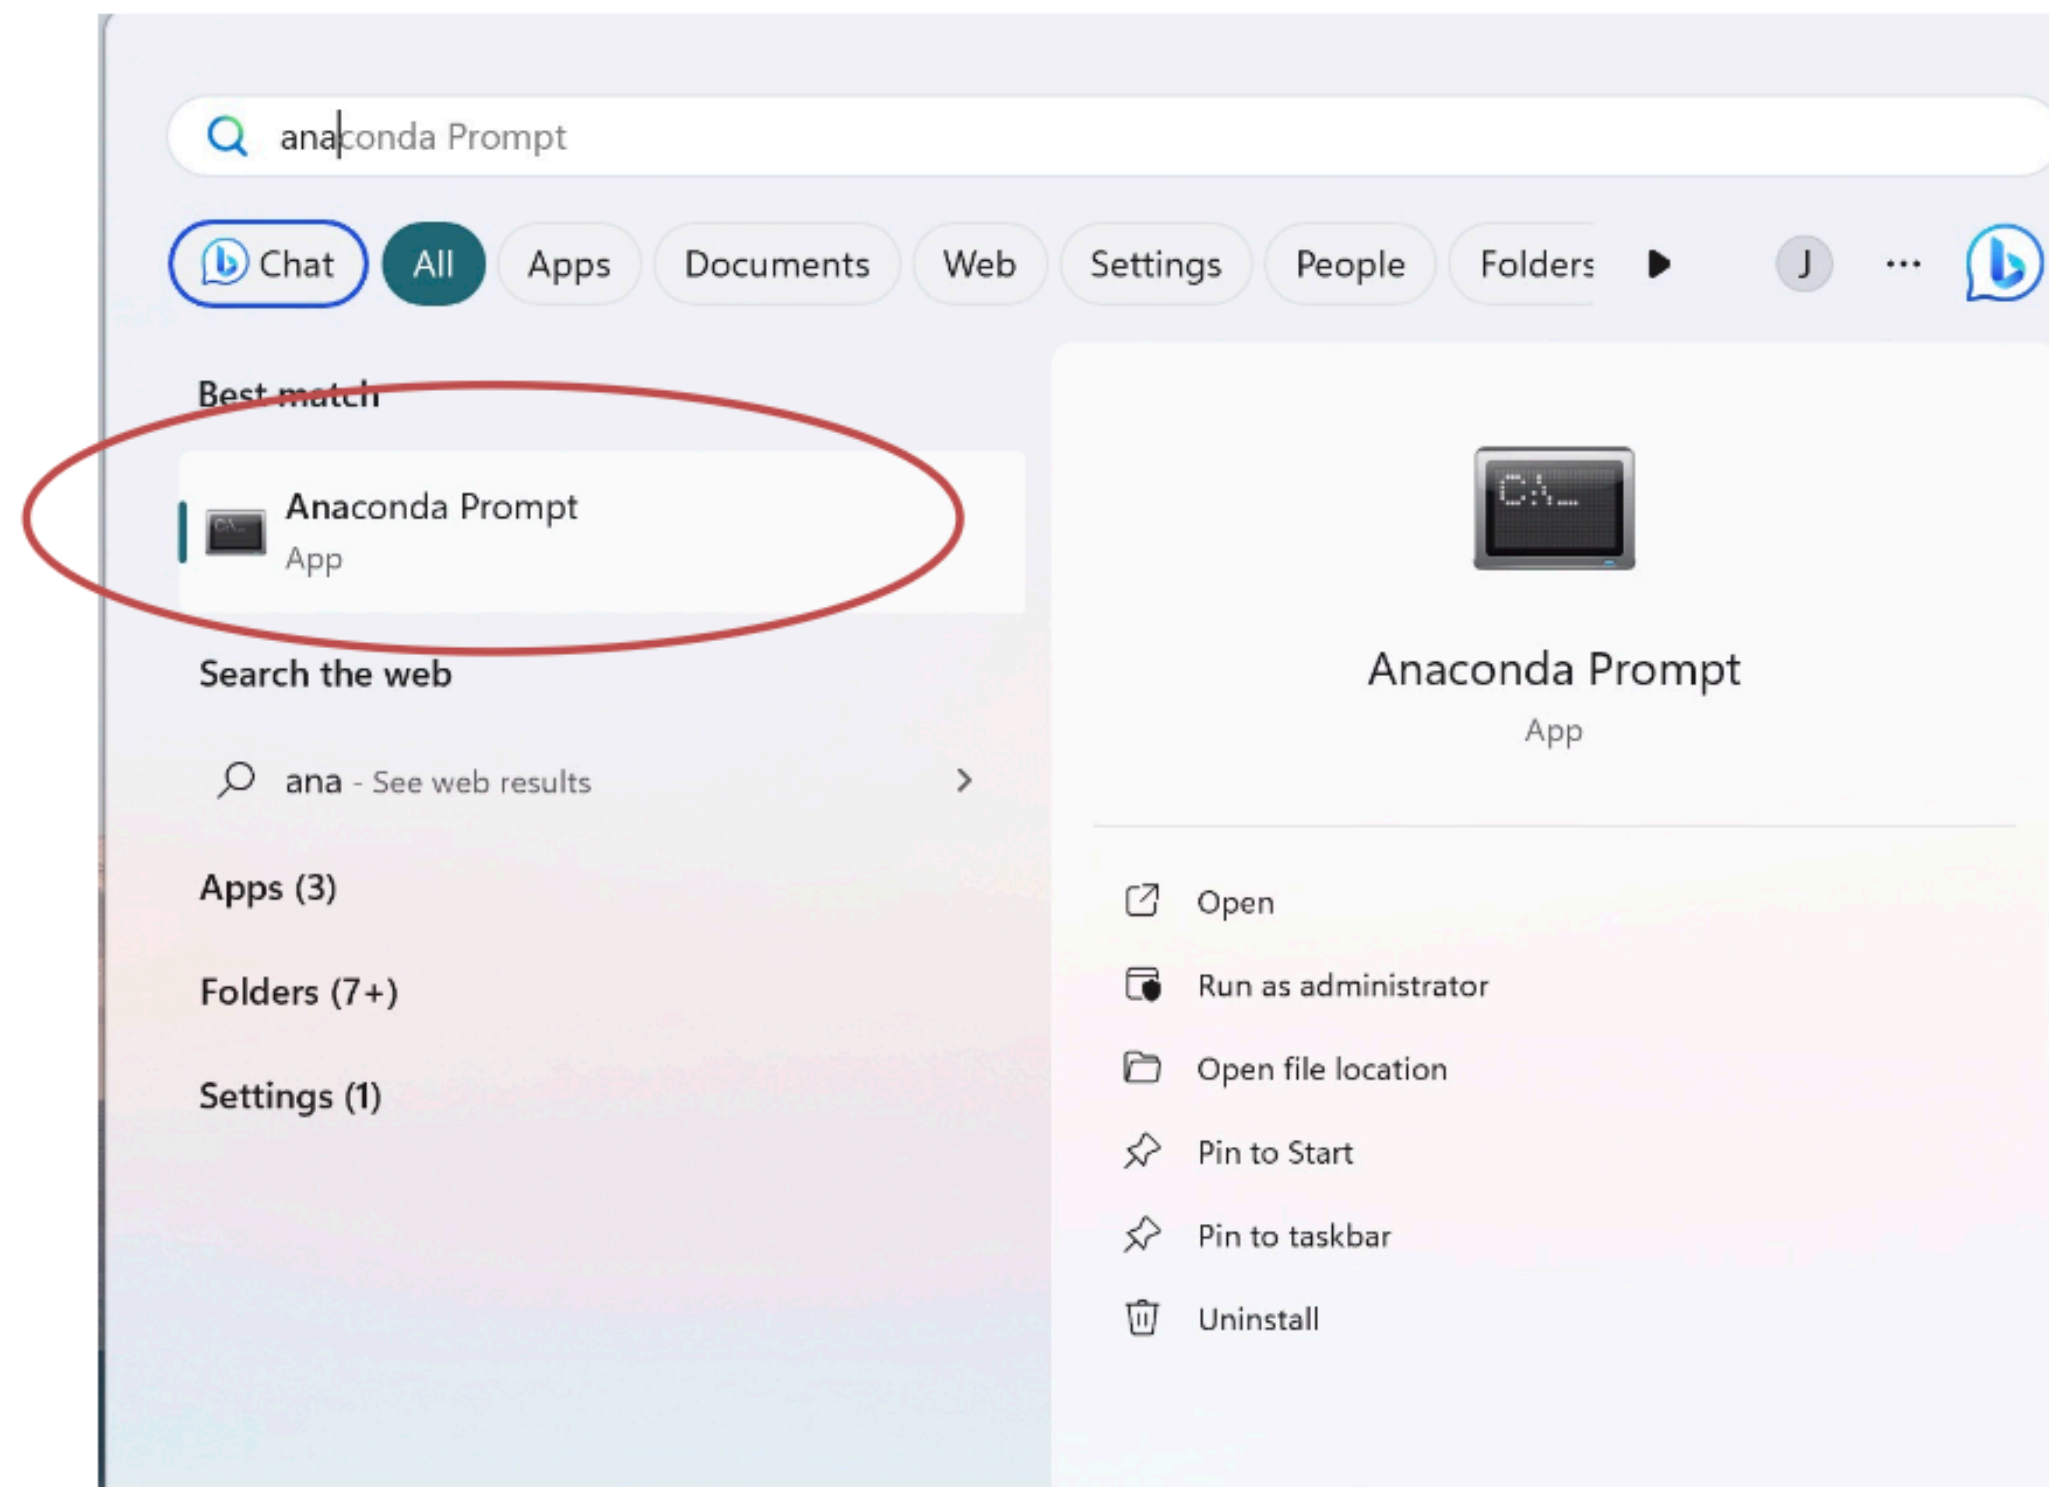 anaconda Prompt
Chat All Apps Documents Web Settings People Folders J ...
Best match
Anaconda Prompt
App
Search the web
ana - See web results
Apps (3)
Folders (7+)
Settings (1)
C:\_
Anaconda Prompt
App
Open
Run as administrator
Open file location
Pin to Start
Pin to taskbar
Uninstall